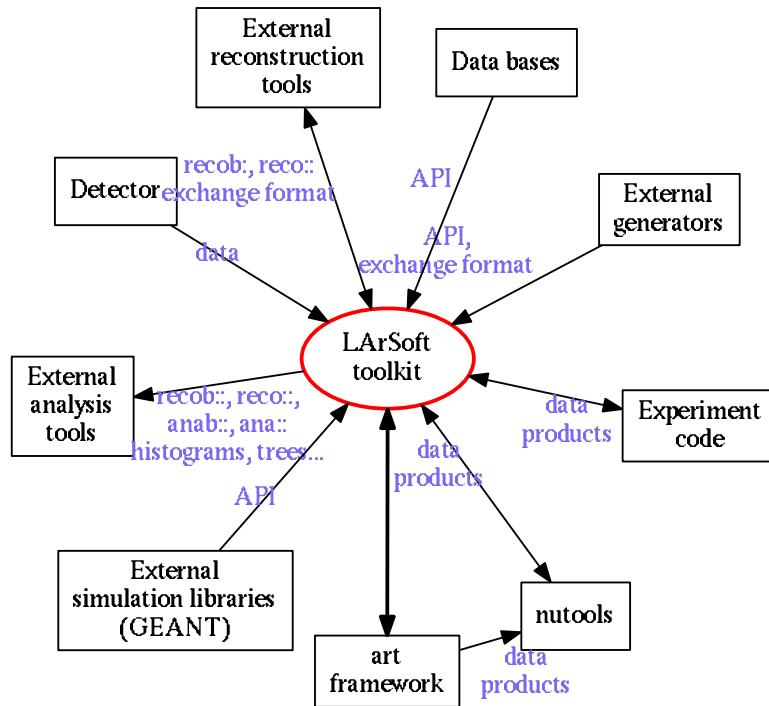 External
reconstruction
tools
Data bases
recob:, reco::
exchange format
Detector
API
External
generators
data
API,
exchange format
LArSoft
toolkit
External
analysis
tools
recob::, reco::,
anab::, ana::
histograms, trees...
data
products
Experiment
code
data
products
API
External
simulation libraries
(GEANT)
nutools
art
framework
data
products